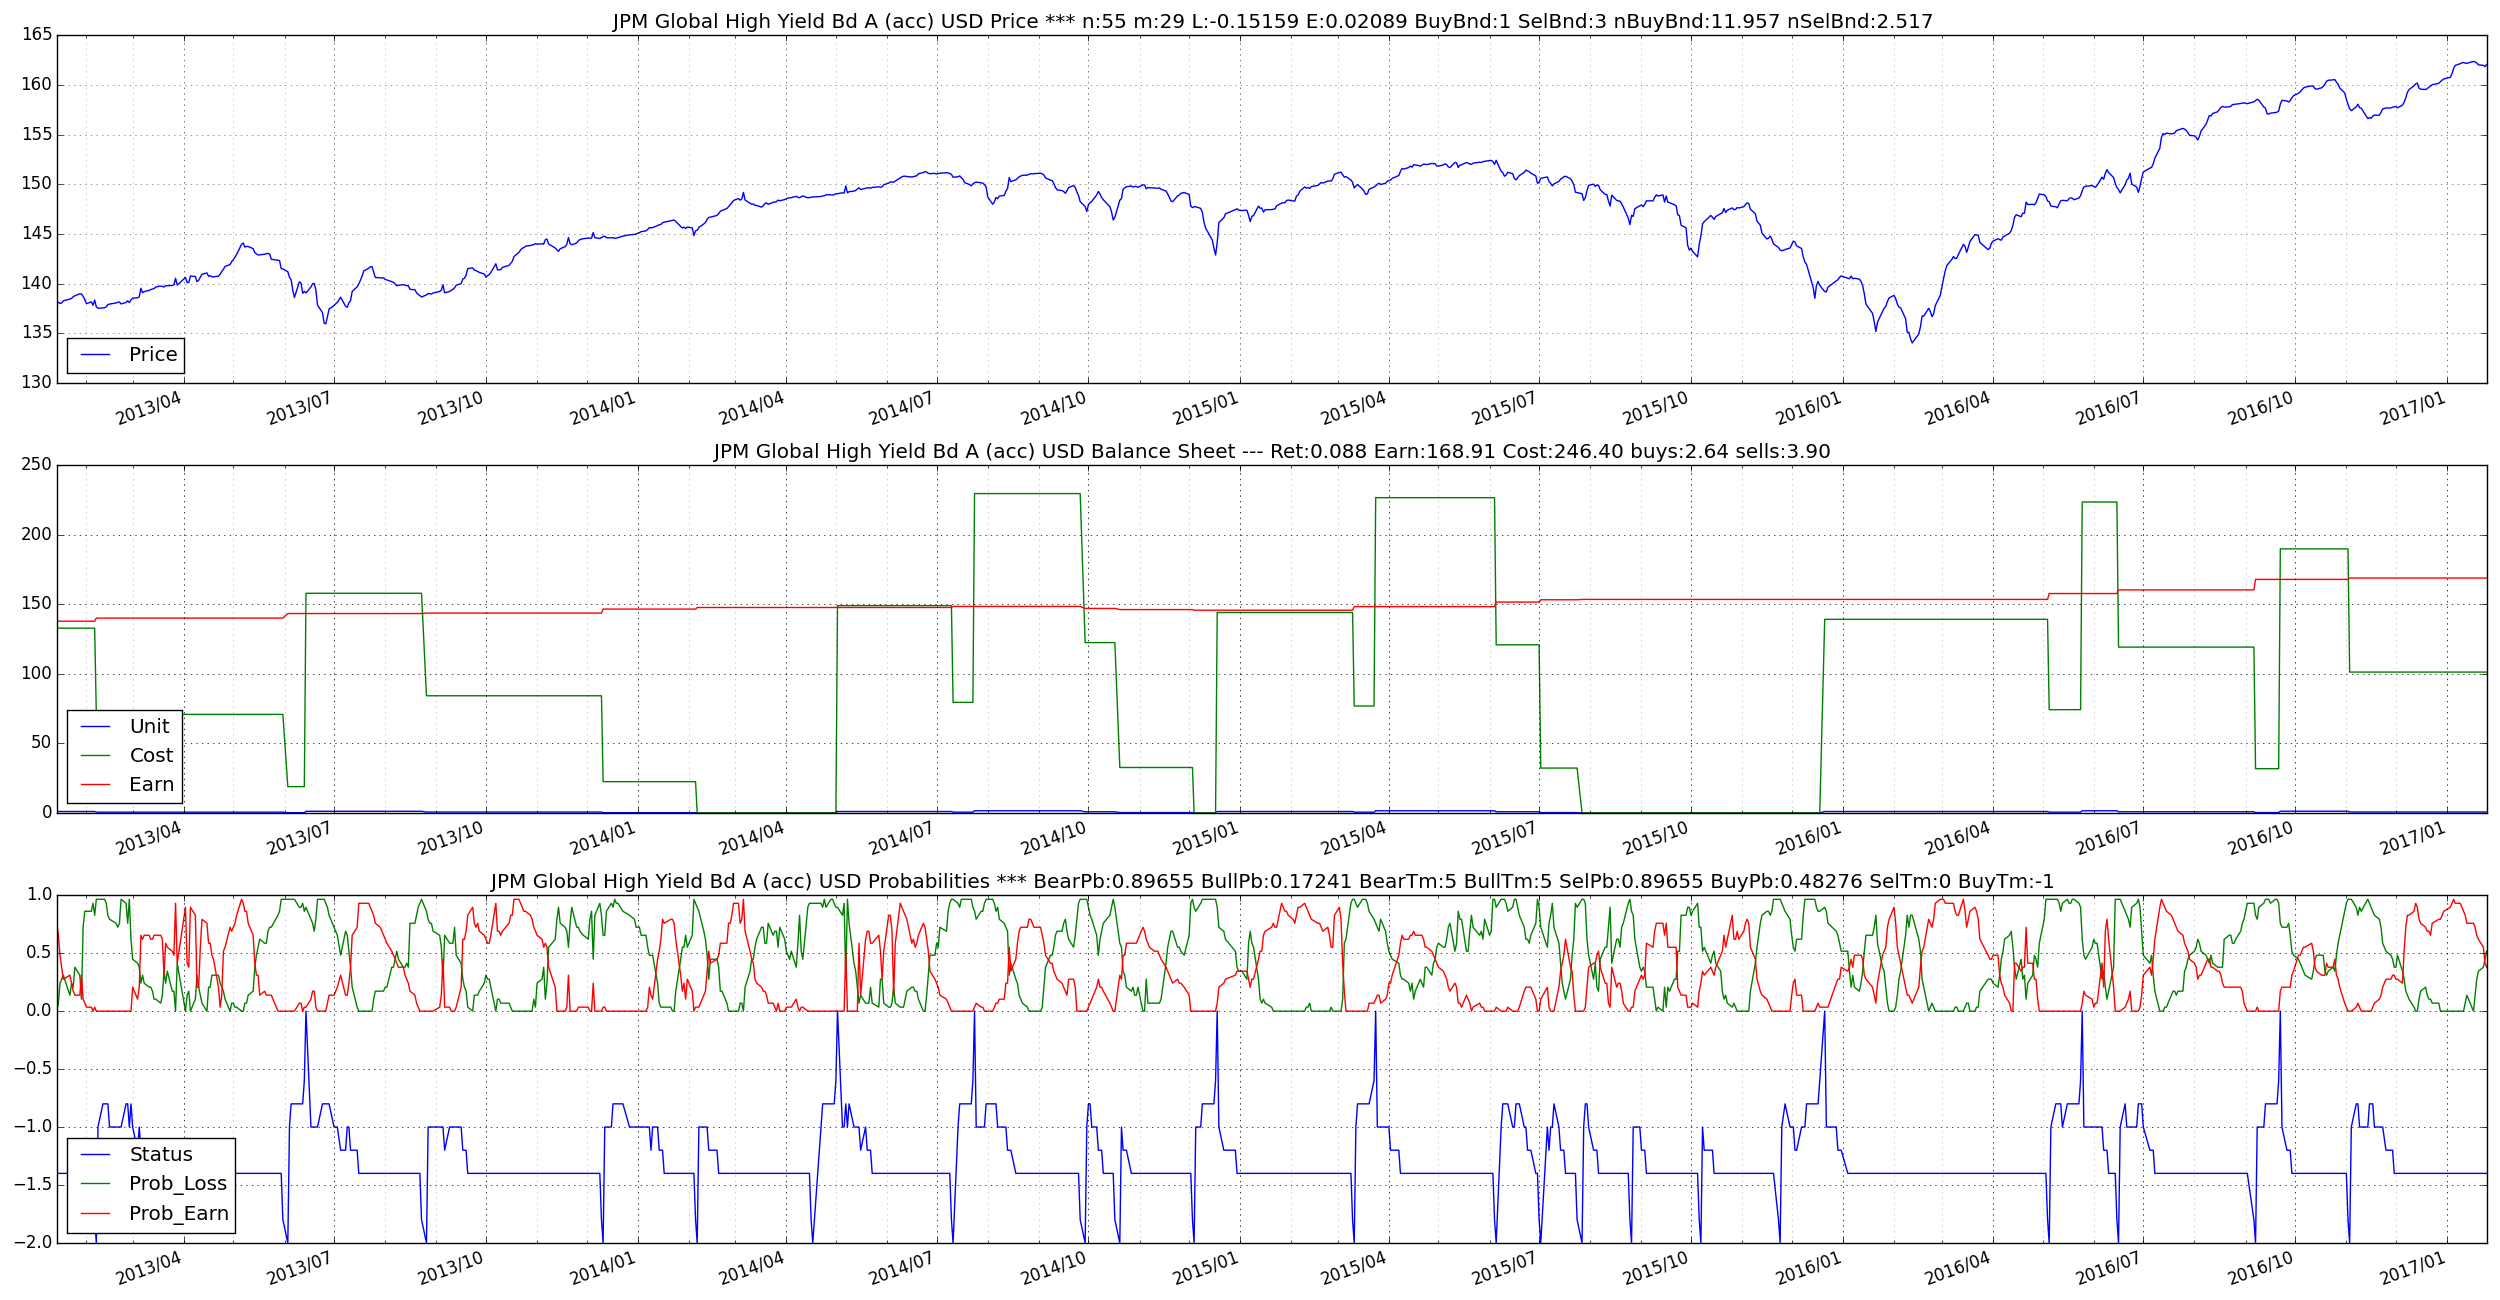 JPM Global High Yield Bd A (acc) USD Price *** n:55 m:29 L:-0.15159 E:0.02089 BuyBnd:1 SelBnd:3 nBuyBnd:11.957 nSelBnd:2.517
165
160
155
150
145
140
135
130
Price
2013/04 2013/07 2013/10 2014/01 2014/04 2014/07 2014/10 2015/01 2015/04 2015/07 2015/10 2016/01 2016/04 2016/07 2016/10 2017/01
JPM Global High Yield Bd A (acc) USD Balance Sheet --- Ret:0.088 Earn:168.91 Cost:246.40 buys:2.64 sells:3.90
250
200
150
100
50
0
Unit
Cost
Earn
2013/04 2013/07 2013/10 2014/01 2014/04 2014/07 2014/10 2015/01 2015/04 2015/07 2015/10 2016/01 2016/04 2016/07 2016/10 2017/01
JPM Global High Yield Bd A (acc) USD Probabilities *** BearPb:0.89655 BullPb:0.17241 BearTm:5 BullTm:5 SelPb:0.89655 BuyPb:0.48276 SelTm:0 BuyTm:-1
1.0
0.5
0.0
−0.5
−1.0
−1.5
−2.0
Status
Prob_Loss
Prob_Earn
2013/04 2013/07 2013/10 2014/01 2014/04 2014/07 2014/10 2015/01 2015/04 2015/07 2015/10 2016/01 2016/04 2016/07 2016/10 2017/01